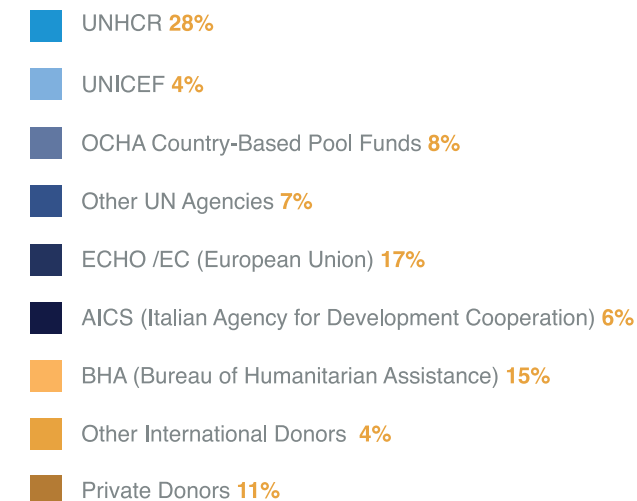 UNHCR 28%
UNICEF 4%
OCHA Country-Based Pool Funds 8%
Other UN Agencies 7%
ECHO /EC (European Union) 17%
AICS (Italian Agency for Development Cooperation) 6%
BHA (Bureau of Humanitarian Assistance) 15%
Other International Donors 4%
Private Donors 11%